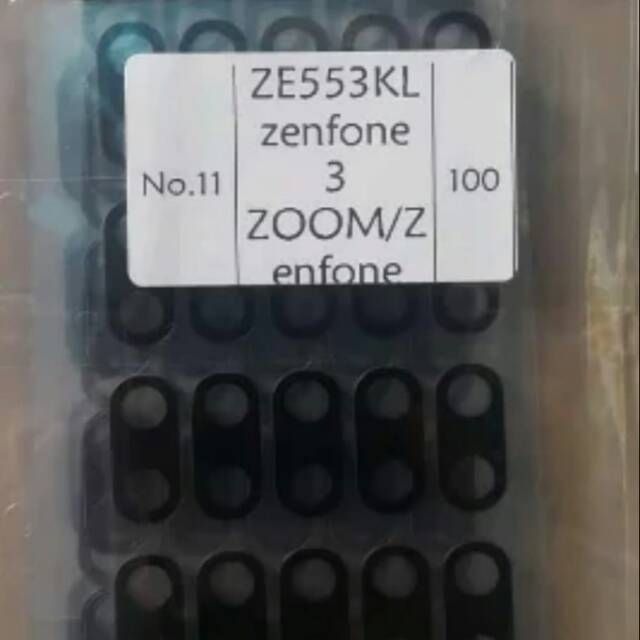 No.11
ZE553KL
zenfone
3
ZOOM/Z
enfone
100